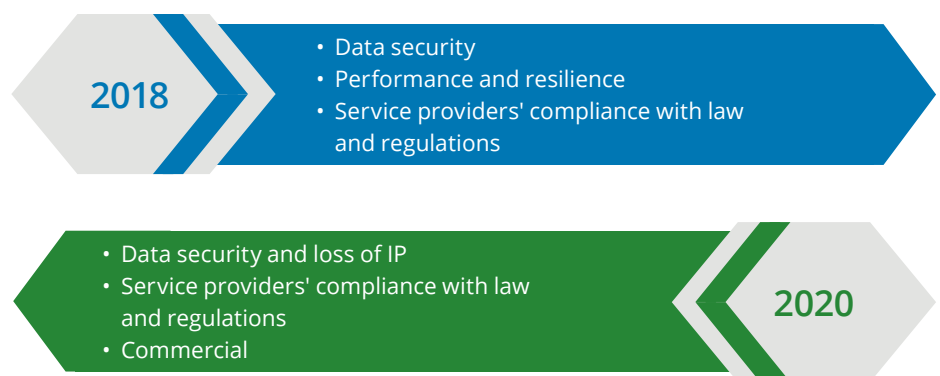 2018
• Data security
• Performance and resilience
• Service providers' compliance with law
and regulations
• Data security and loss of IP
• Service providers' compliance with law
and regulations
• Commercial
2020